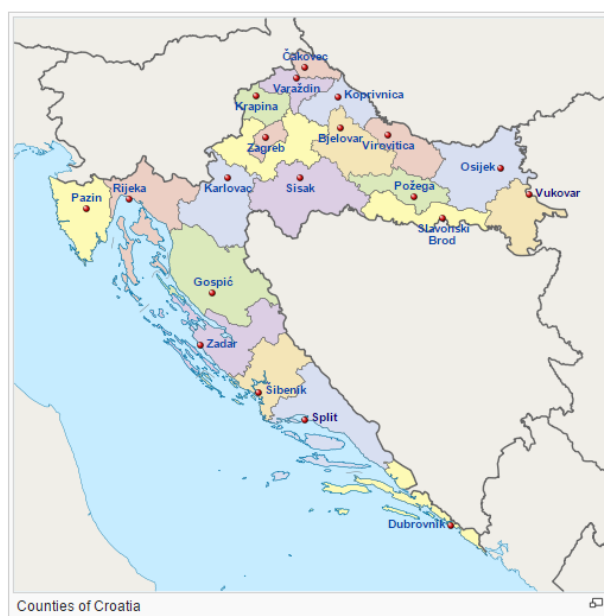 Čakovec
Varaždin
Krapina
Koprivnica
Bjelovar
Virovitica
Zagreb
Osijek
Rijeka
Karlovac
Sisak
Požega
Vukovar
Pazin
Slavonski
Brod
Gospić
Zadar
Šibenik
Split
Dubrovnik
Counties of Croatia